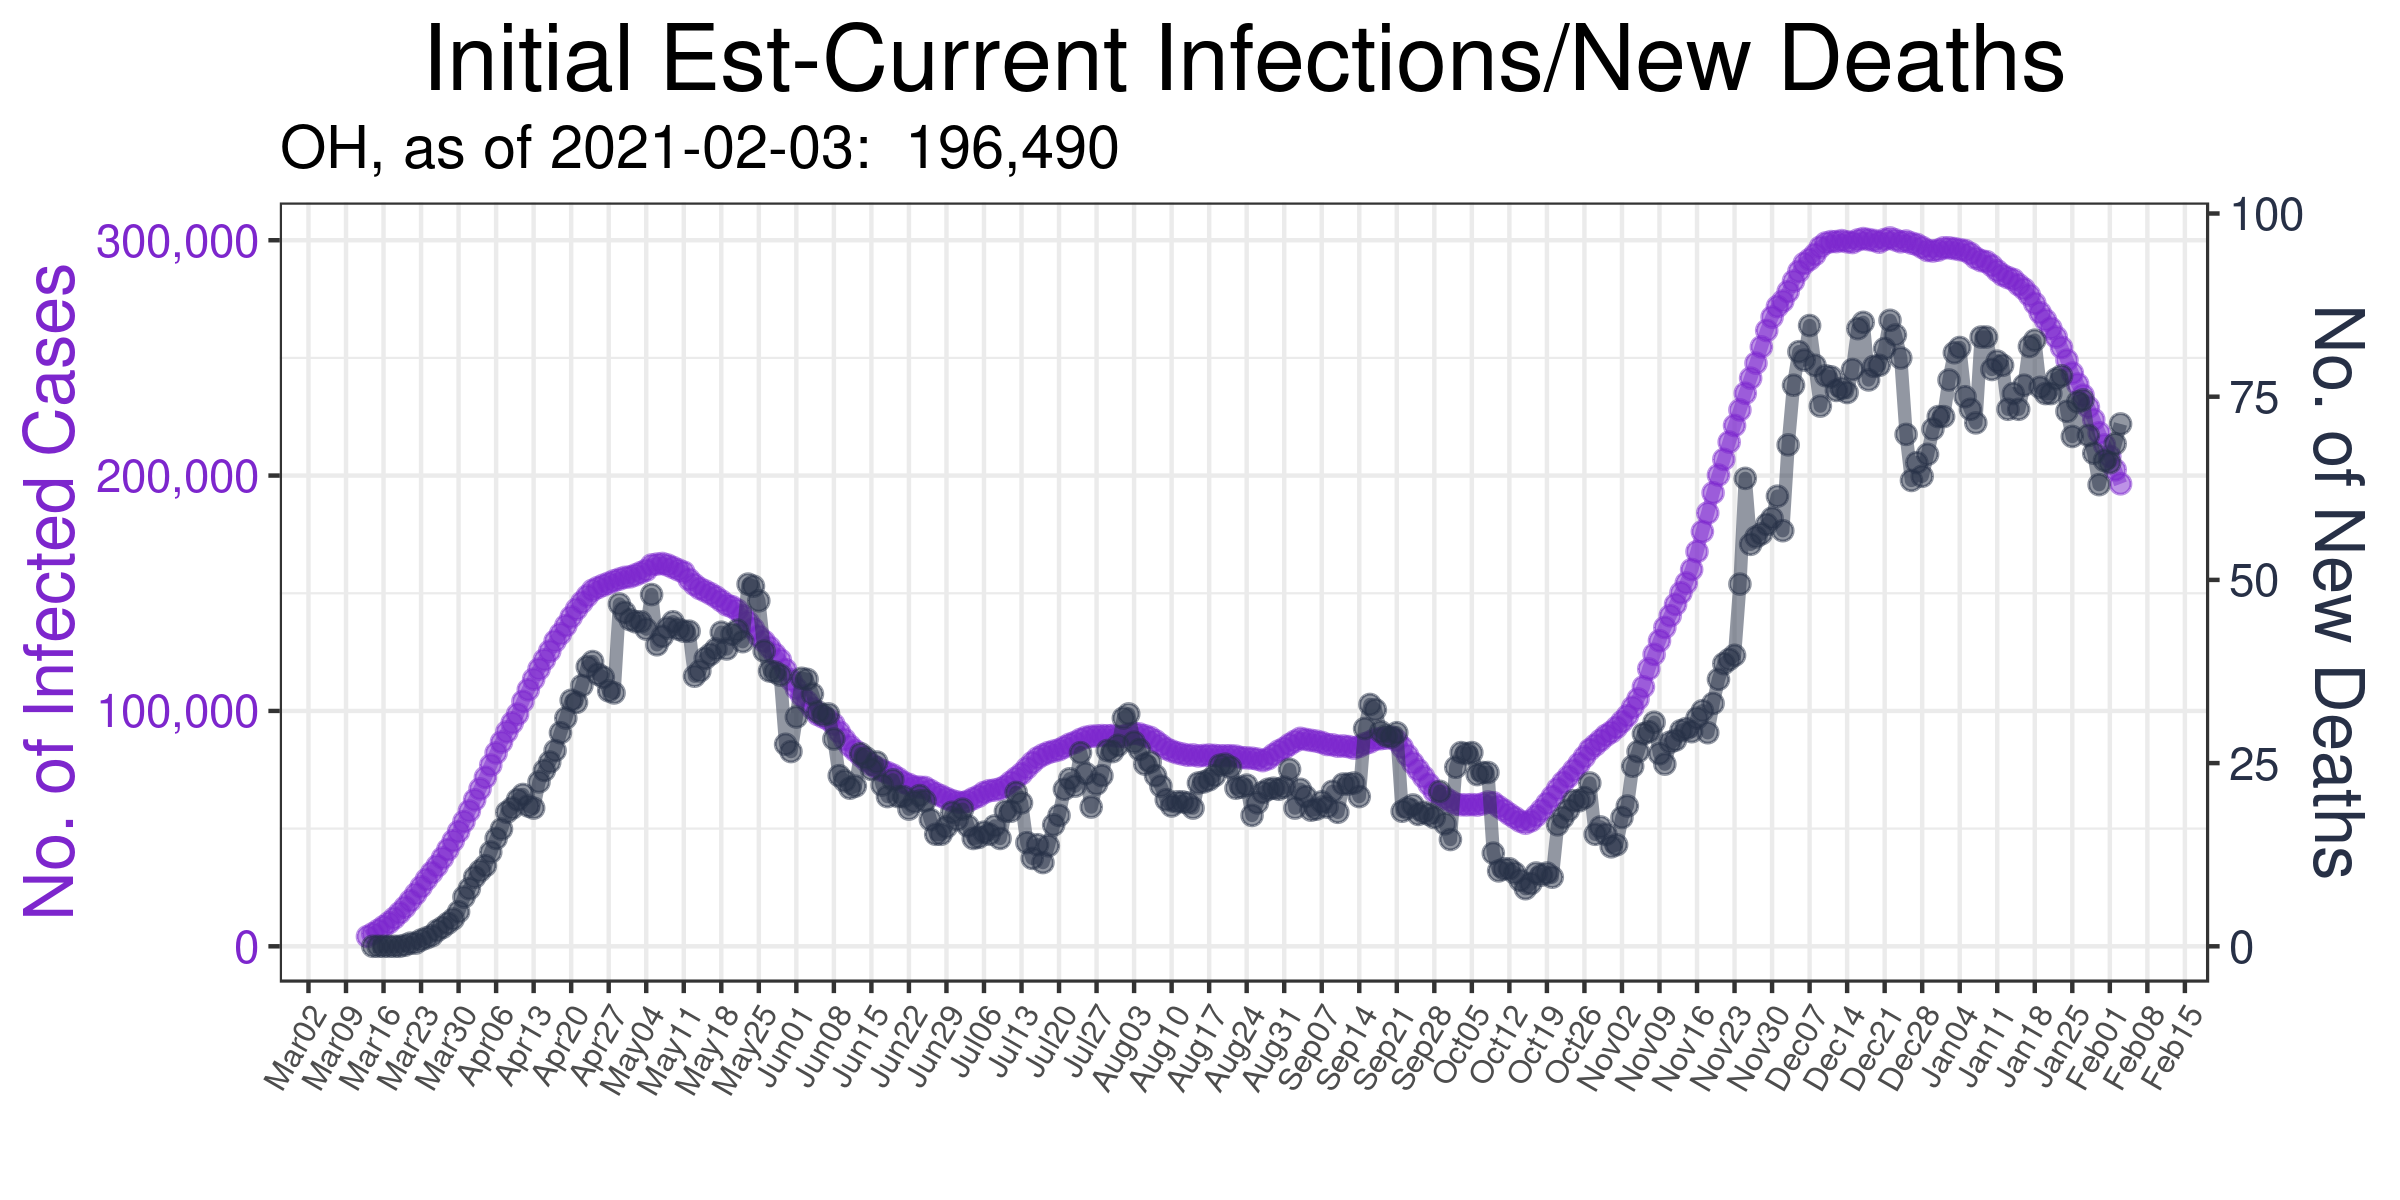 Initial Est-Current Infections/New Deaths
OH, as of 2021-02-03:  196,490
No. of Infected Cases
300,000
200,000
100,000
0
100
75
50
25
0
No. of New Deaths
Mar02
Mar09
Mar16
Mar23
Mar30
Apr06
Apr13
Apr20
Apr27
May04
May11
May18
May25
Jun01
Jun08
Jun15
Jun22
Jun29
Jul06
Jul13
Jul20
Jul27
Aug03
Aug10
Aug17
Aug24
Aug31
Sep07
Sep14
Sep21
Sep28
Oct05
Oct12
Oct19
Oct26
Nov02
Nov09
Nov16
Nov23
Nov30
Dec07
Dec14
Dec21
Dec28
Jan04
Jan11
Jan18
Jan25
Feb01
Feb08
Feb15